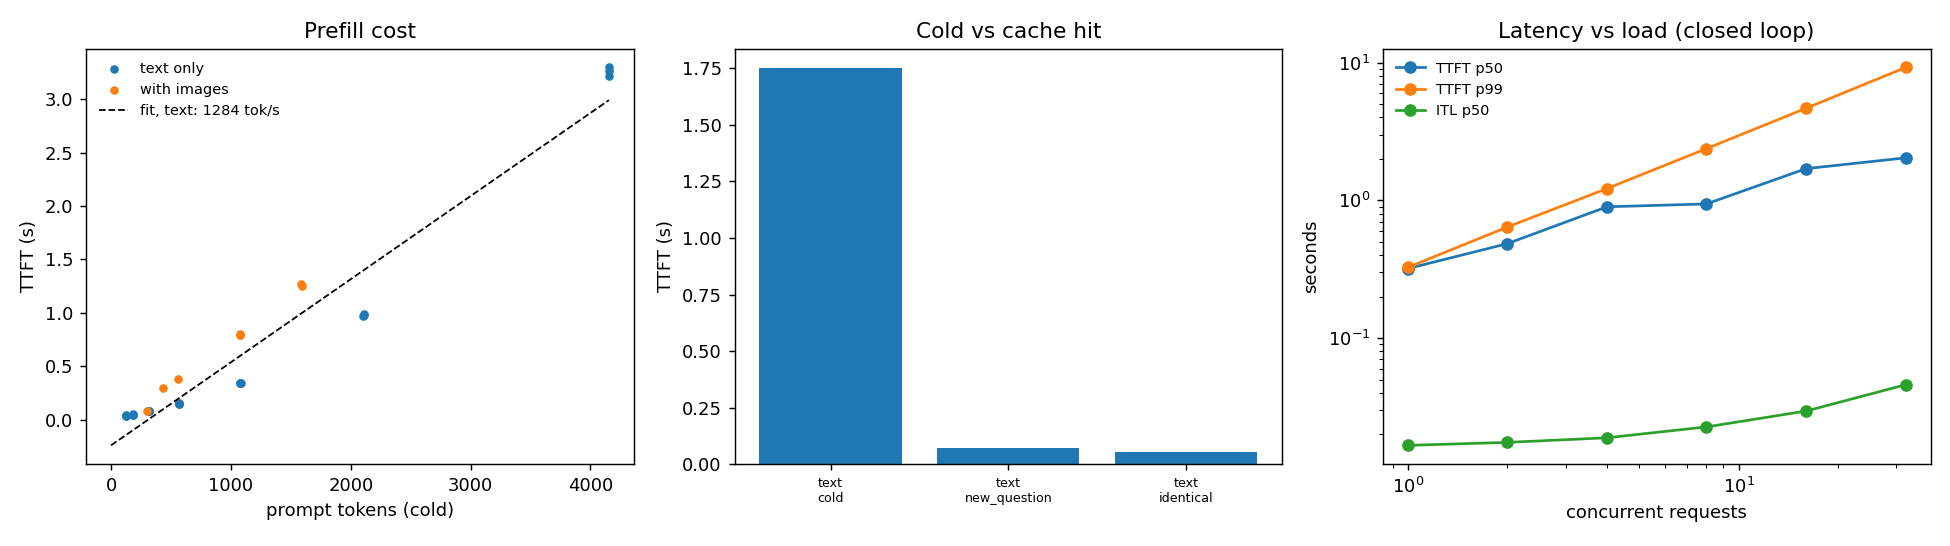 Prefill cost
text only
with images
fit, text: 1284 tok/s
TTFT (s)
3.0
2.5
2.0
1.5
1.0
0.5
0.0
0
1000
2000
3000
4000
prompt tokens (cold)
Cold vs cache hit
TTFT (s)
1.75
1.50
1.25
1.00
0.75
0.50
0.25
0.00
text
cold
text
new_question
text
identical
Latency vs load (closed loop)
TTFT p50
TTFT p99
ITL p50
seconds
10¹
10⁰
10⁻¹
10⁰
10¹
concurrent requests